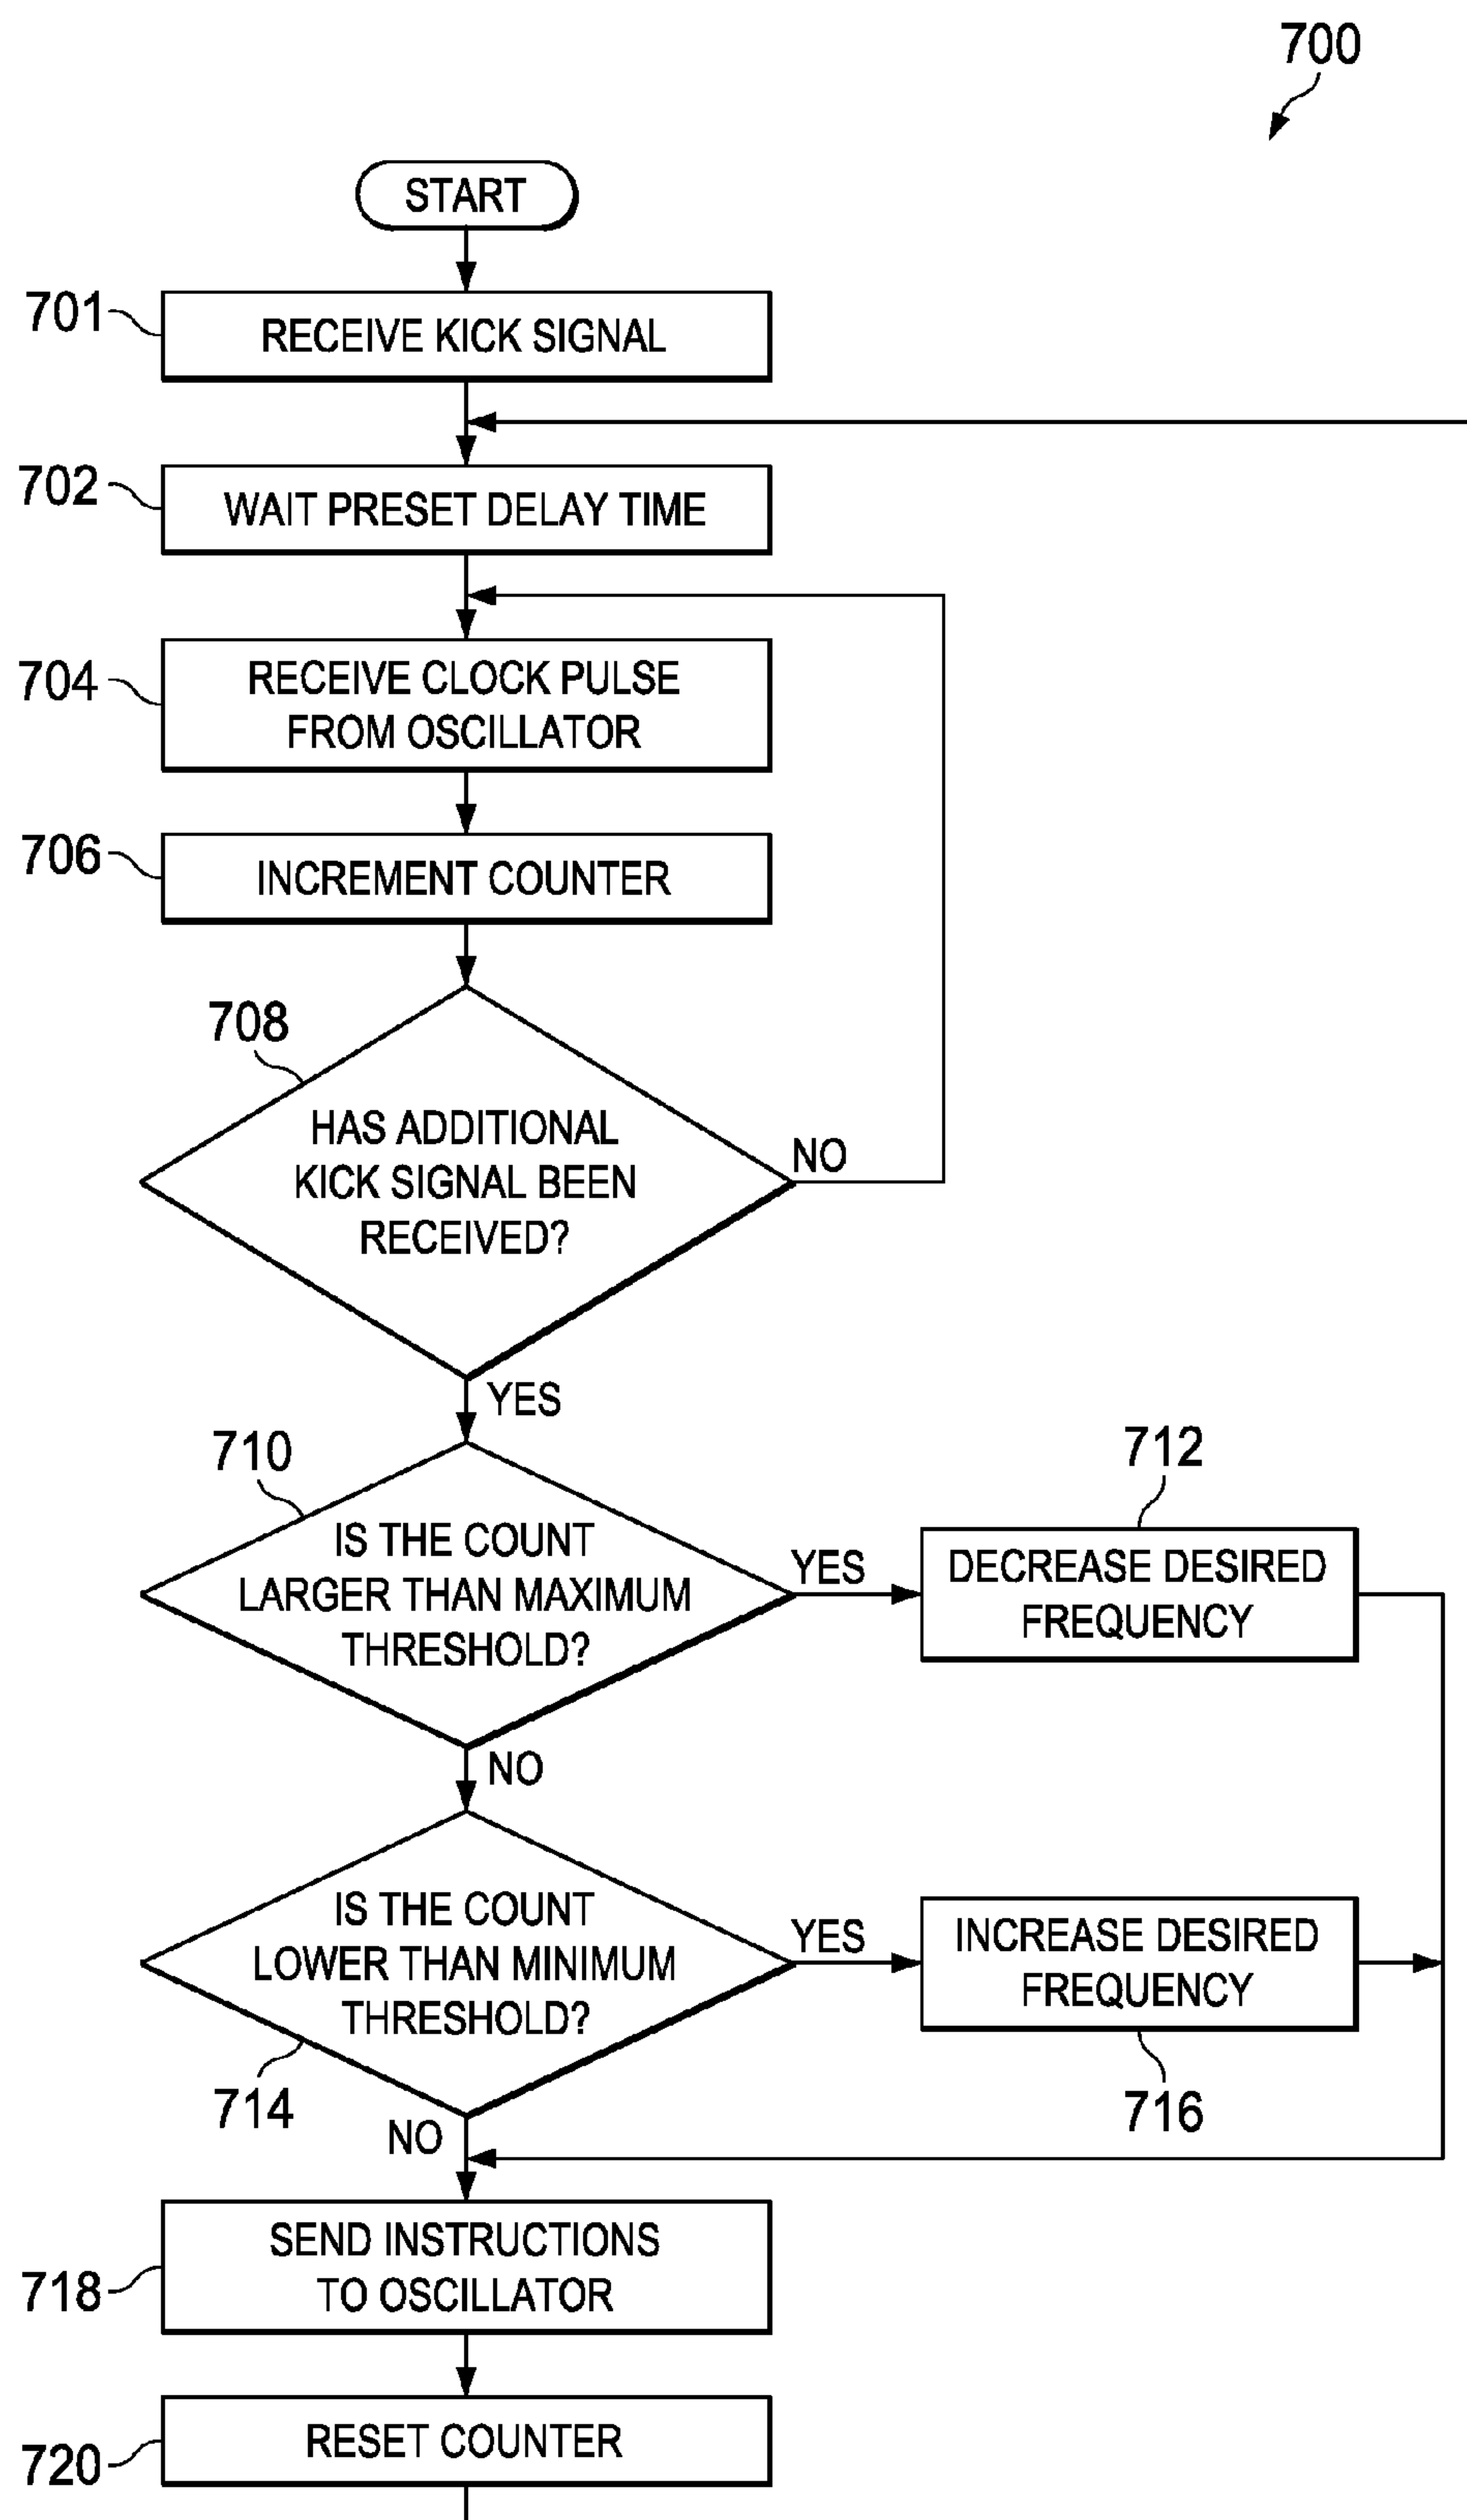 700
START
701
RECEIVE KICK SIGNAL
702
WAIT PRESET DELAY TIME
704
RECEIVE CLOCK PULSE
FROM OSCILLATOR
706
INCREMENT COUNTER
708
HAS ADDITIONAL
KICK SIGNAL BEEN
RECEIVED?
NO
YES
710
IS THE COUNT
LARGER THAN MAXIMUM
THRESHOLD?
YES
712
DECREASE DESIRED
FREQUENCY
NO
IS THE COUNT
LOWER THAN MINIMUM
THRESHOLD?
714
YES
INCREASE DESIRED
FREQUENCY
716
NO
SEND INSTRUCTIONS
TO OSCILLATOR
718
RESET COUNTER
720